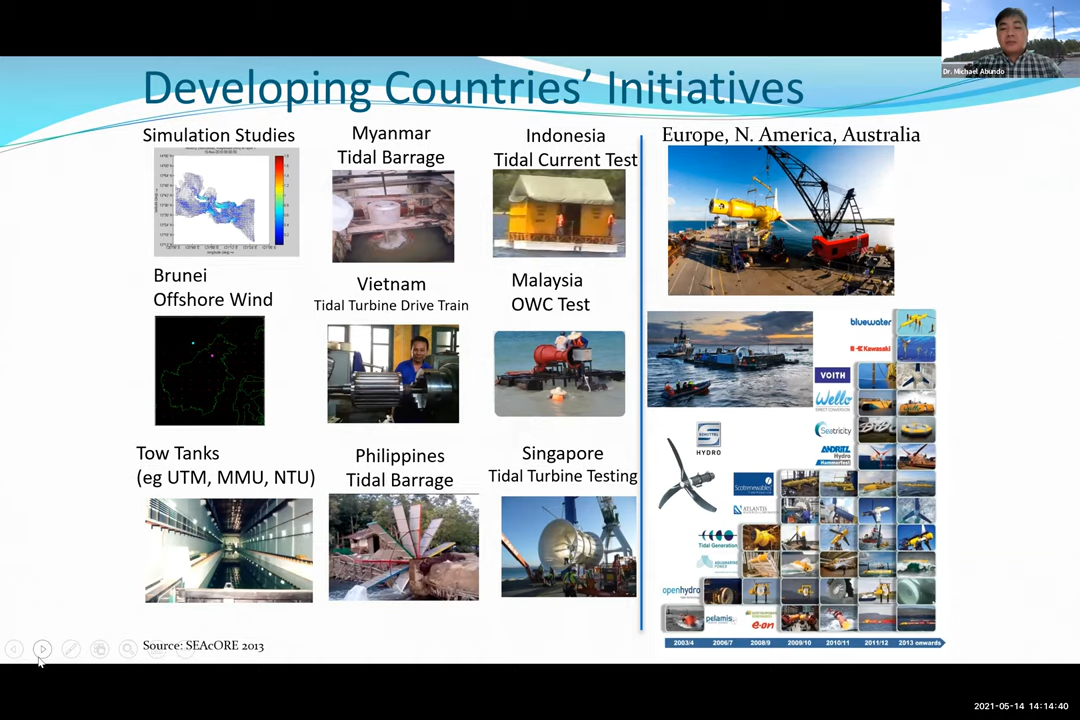 Dr. Michael Abundo
Developing Countries' Initiatives
Simulation Studies
Myanmar
Tidal Barrage
Indonesia
Tidal Current Test
Europe, N. America, Australia
Brunei
Offshore Wind
Vietnam
Tidal Turbine Drive Train
Malaysia
OWC Test
Tow Tanks
(eg UTM, MMU, NTU)
Philippines
Tidal Barrage
Singapore
Tidal Turbine Testing
bluewater
Kawasaki
VOITH
Wello
DIRECT CONVERSION
Seatricity
ANDRITZ
Hydro
Hammerfest
SCHOTTEL
HYDRO
Scotrenewables
ATLANTIS
Tidal Generation
AQUAMARINE
POWER
openhydro
pelamis
e-on
2003/4
2006/7
2008/9
2009/10
2010/11
2011/12
2013 onwards
Source: SEAcORE 2013
2021-05-14 14:14:40